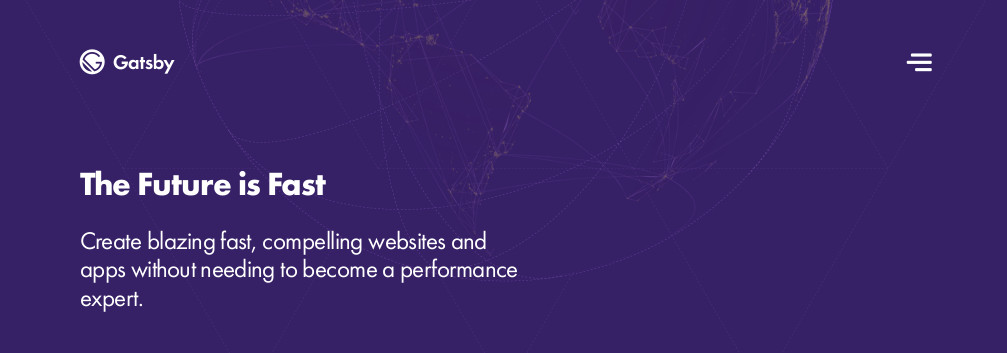 Gatsby
The Future is Fast
Create blazing fast, compelling websites and
apps without needing to become a performance
expert.